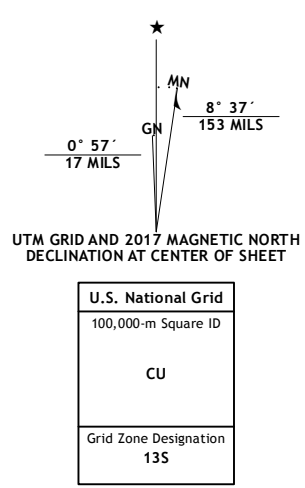 ★
MN
8° 37´
153 MILS
GN
0° 57´
17 MILS
UTM GRID AND 2017 MAGNETIC NORTH
DECLINATION AT CENTER OF SHEET
U.S. National Grid
100,000-m Square ID
CU
Grid Zone Designation
13S